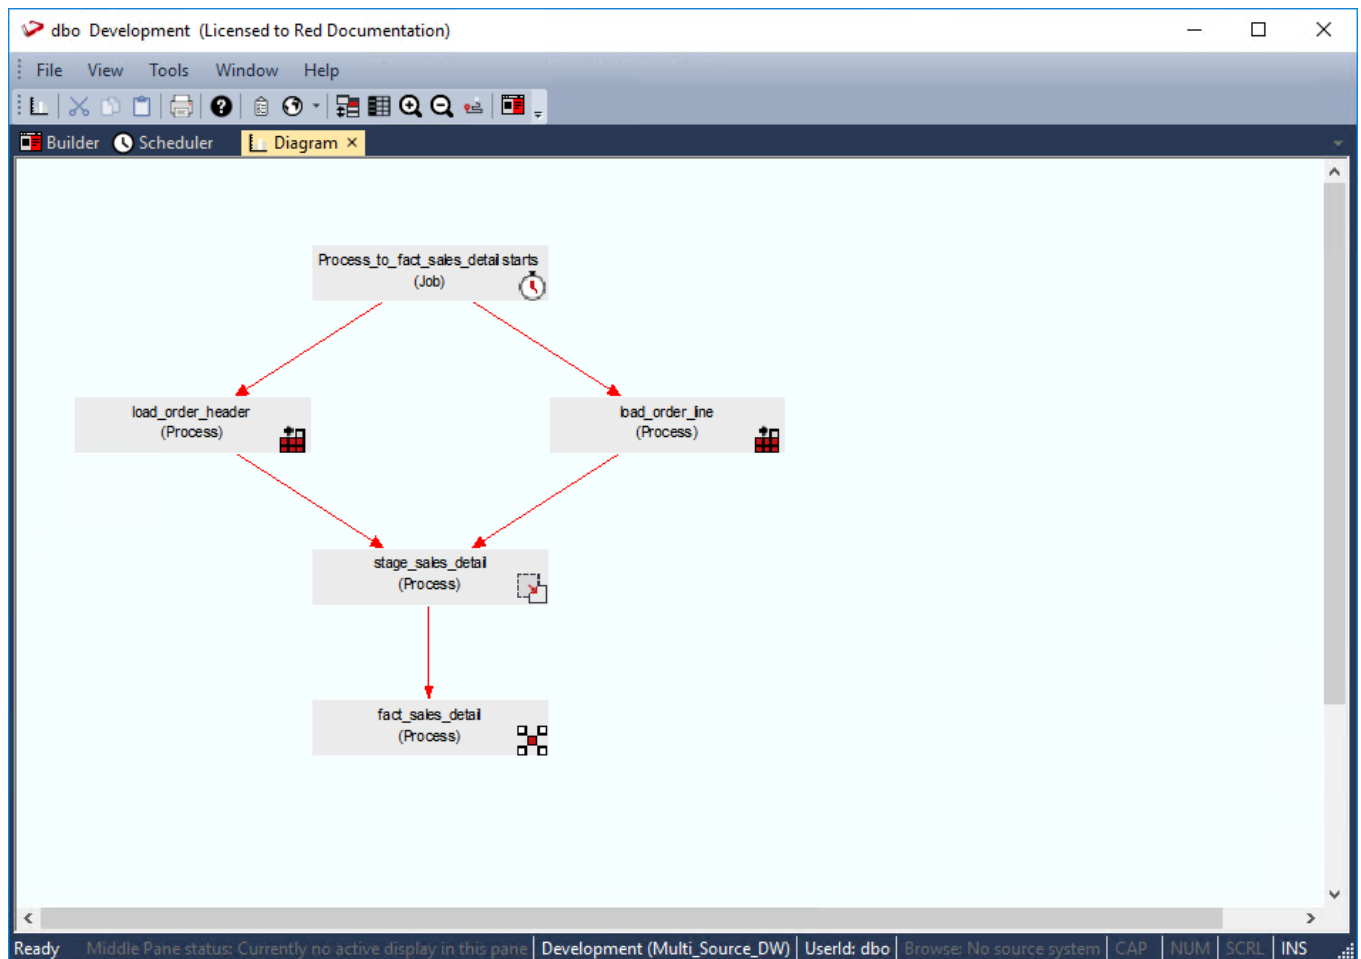 dbo Development (Licensed to Red Documentation)
File View Tools Window Help
Builder Scheduler Diagram ×
Process_to_fact_sales_detail starts
(Job)
load_order_header
(Process)
load_order_line
(Process)
stage_sales_detail
(Process)
fact_sales_detail
(Process)
Ready Middle Pane status: Currently no active display in this pane Development (Multi_Source_DW) UserId: dbo Browse: No source system CAP NUM SCRL INS